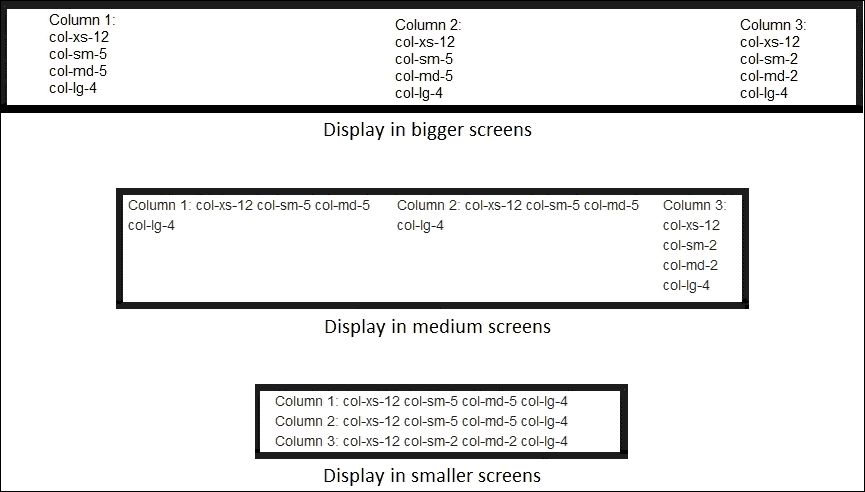 Column 1:
col-xs-12
col-sm-5
col-md-5
col-lg-4
Column 2:
col-xs-12
col-sm-5
col-md-5
col-lg-4
Column 3:
col-xs-12
col-sm-2
col-md-2
col-lg-4
Display in bigger screens
Column 1: col-xs-12 col-sm-5 col-md-5
col-lg-4
Column 2: col-xs-12 col-sm-5 col-md-5
col-lg-4
Column 3:
col-xs-12
col-sm-2
col-md-2
col-lg-4
Display in medium screens
Column 1: col-xs-12 col-sm-5 col-md-5 col-lg-4
Column 2: col-xs-12 col-sm-5 col-md-5 col-lg-4
Column 3: col-xs-12 col-sm-2 col-md-2 col-lg-4
Display in smaller screens